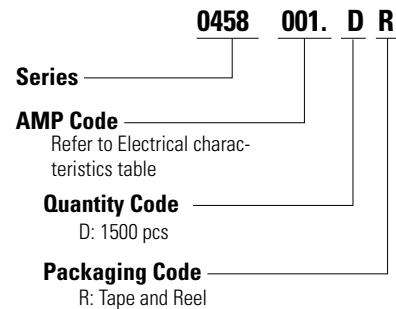 0458 001. D R
Series
AMP Code
Refer to Electrical charac-
teristics table
Quantity Code
D: 1500 pcs
Packaging Code
R: Tape and Reel